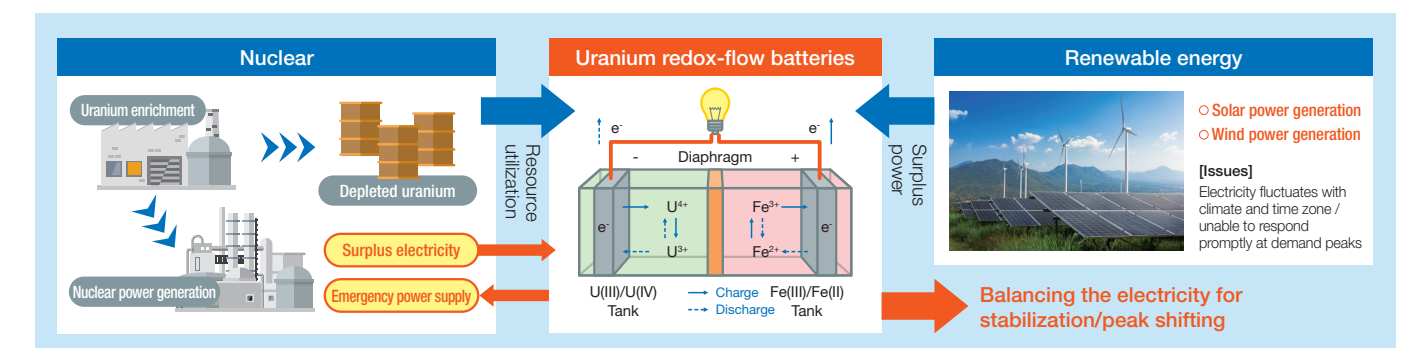 Nuclear
Uranium enrichment
Depleted uranium
Nuclear power generation
Surplus electricity
Emergency power supply
Resource
utilization
Uranium redox-flow batteries
e-
e-
-
Diaphragm
+
e-
U4+
U3+
Fe3+
Fe2+
e-
U(III)/U(IV)
Tank
Charge
Discharge
Fe(III)/Fe(II)
Tank
Surplus
power
Renewable energy
Solar power generation
Wind power generation
[Issues]
Electricity fluctuates with
climate and time zone /
unable to respond
promptly at demand peaks
Balancing the electricity for
stabilization/peak shifting